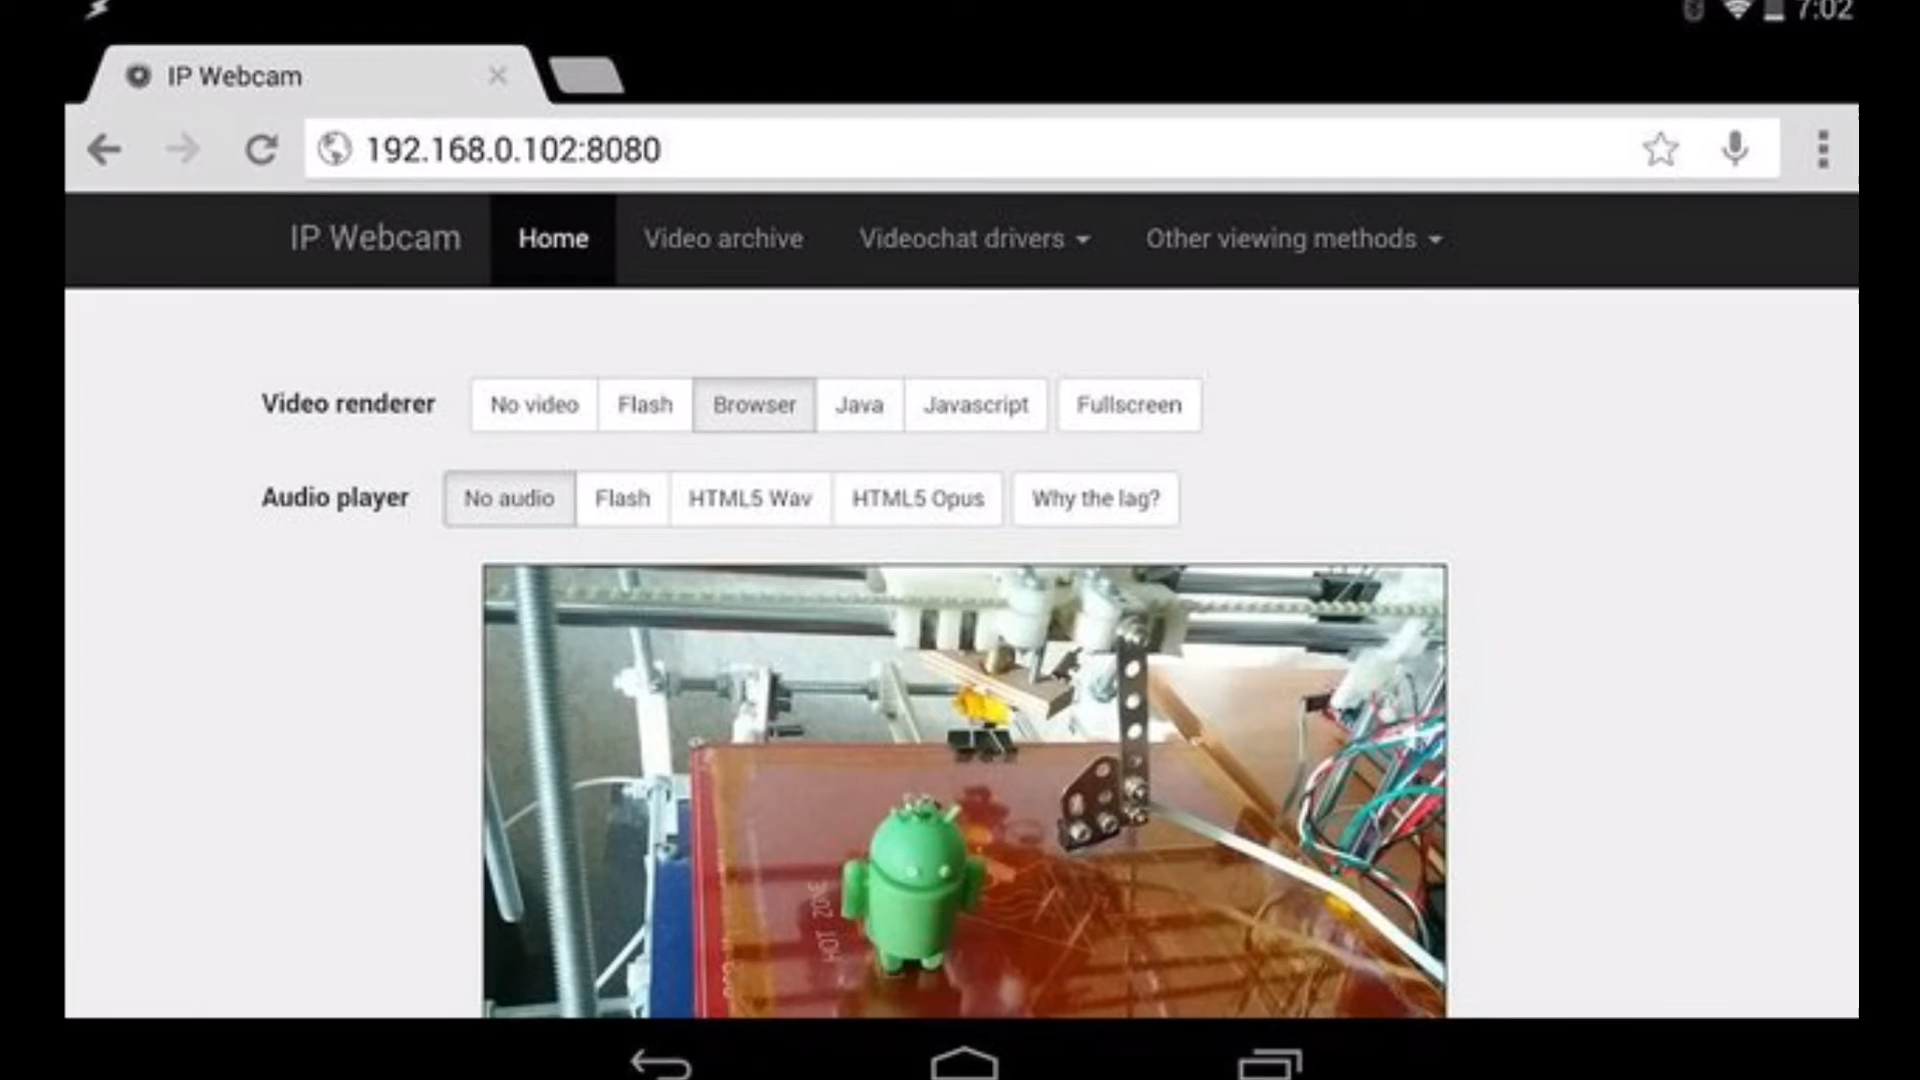 7:02
IP Webcam
192.168.0.102:8080
IP Webcam Home Video archive Videochat drivers Other viewing methods
Video renderer No video Flash Browser Java Javascript Fullscreen
Audio player No audio Flash HTML5 Wav HTML5 Opus Why the lag?
HOT ZONE